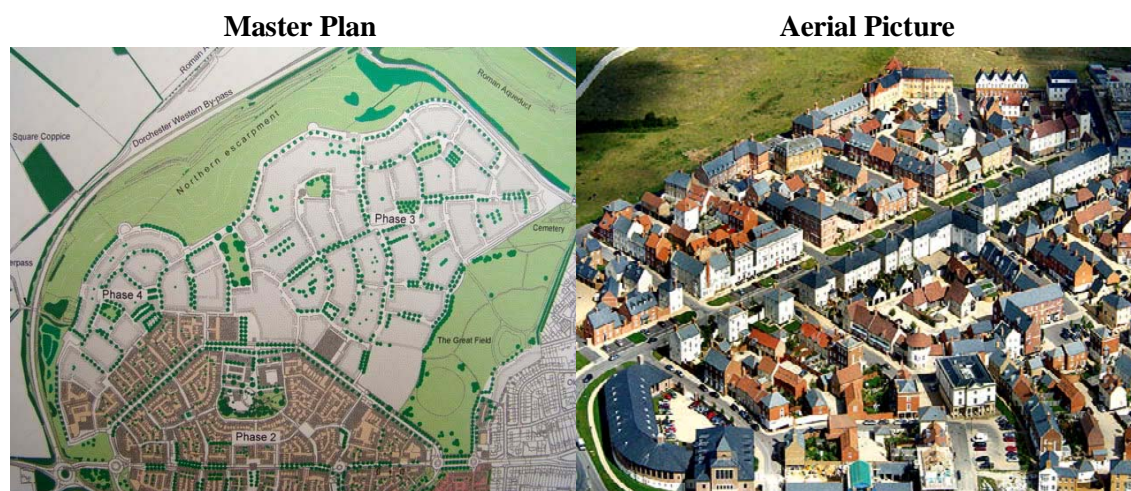 Master Plan
Aerial Picture
Roman
Dorchester Western By-pass
Roman Aqueduct
Square Coppice
Northern escarpment
Phase 3
Cemetery
erpass
Phase 4
The Great Field
Phase 2